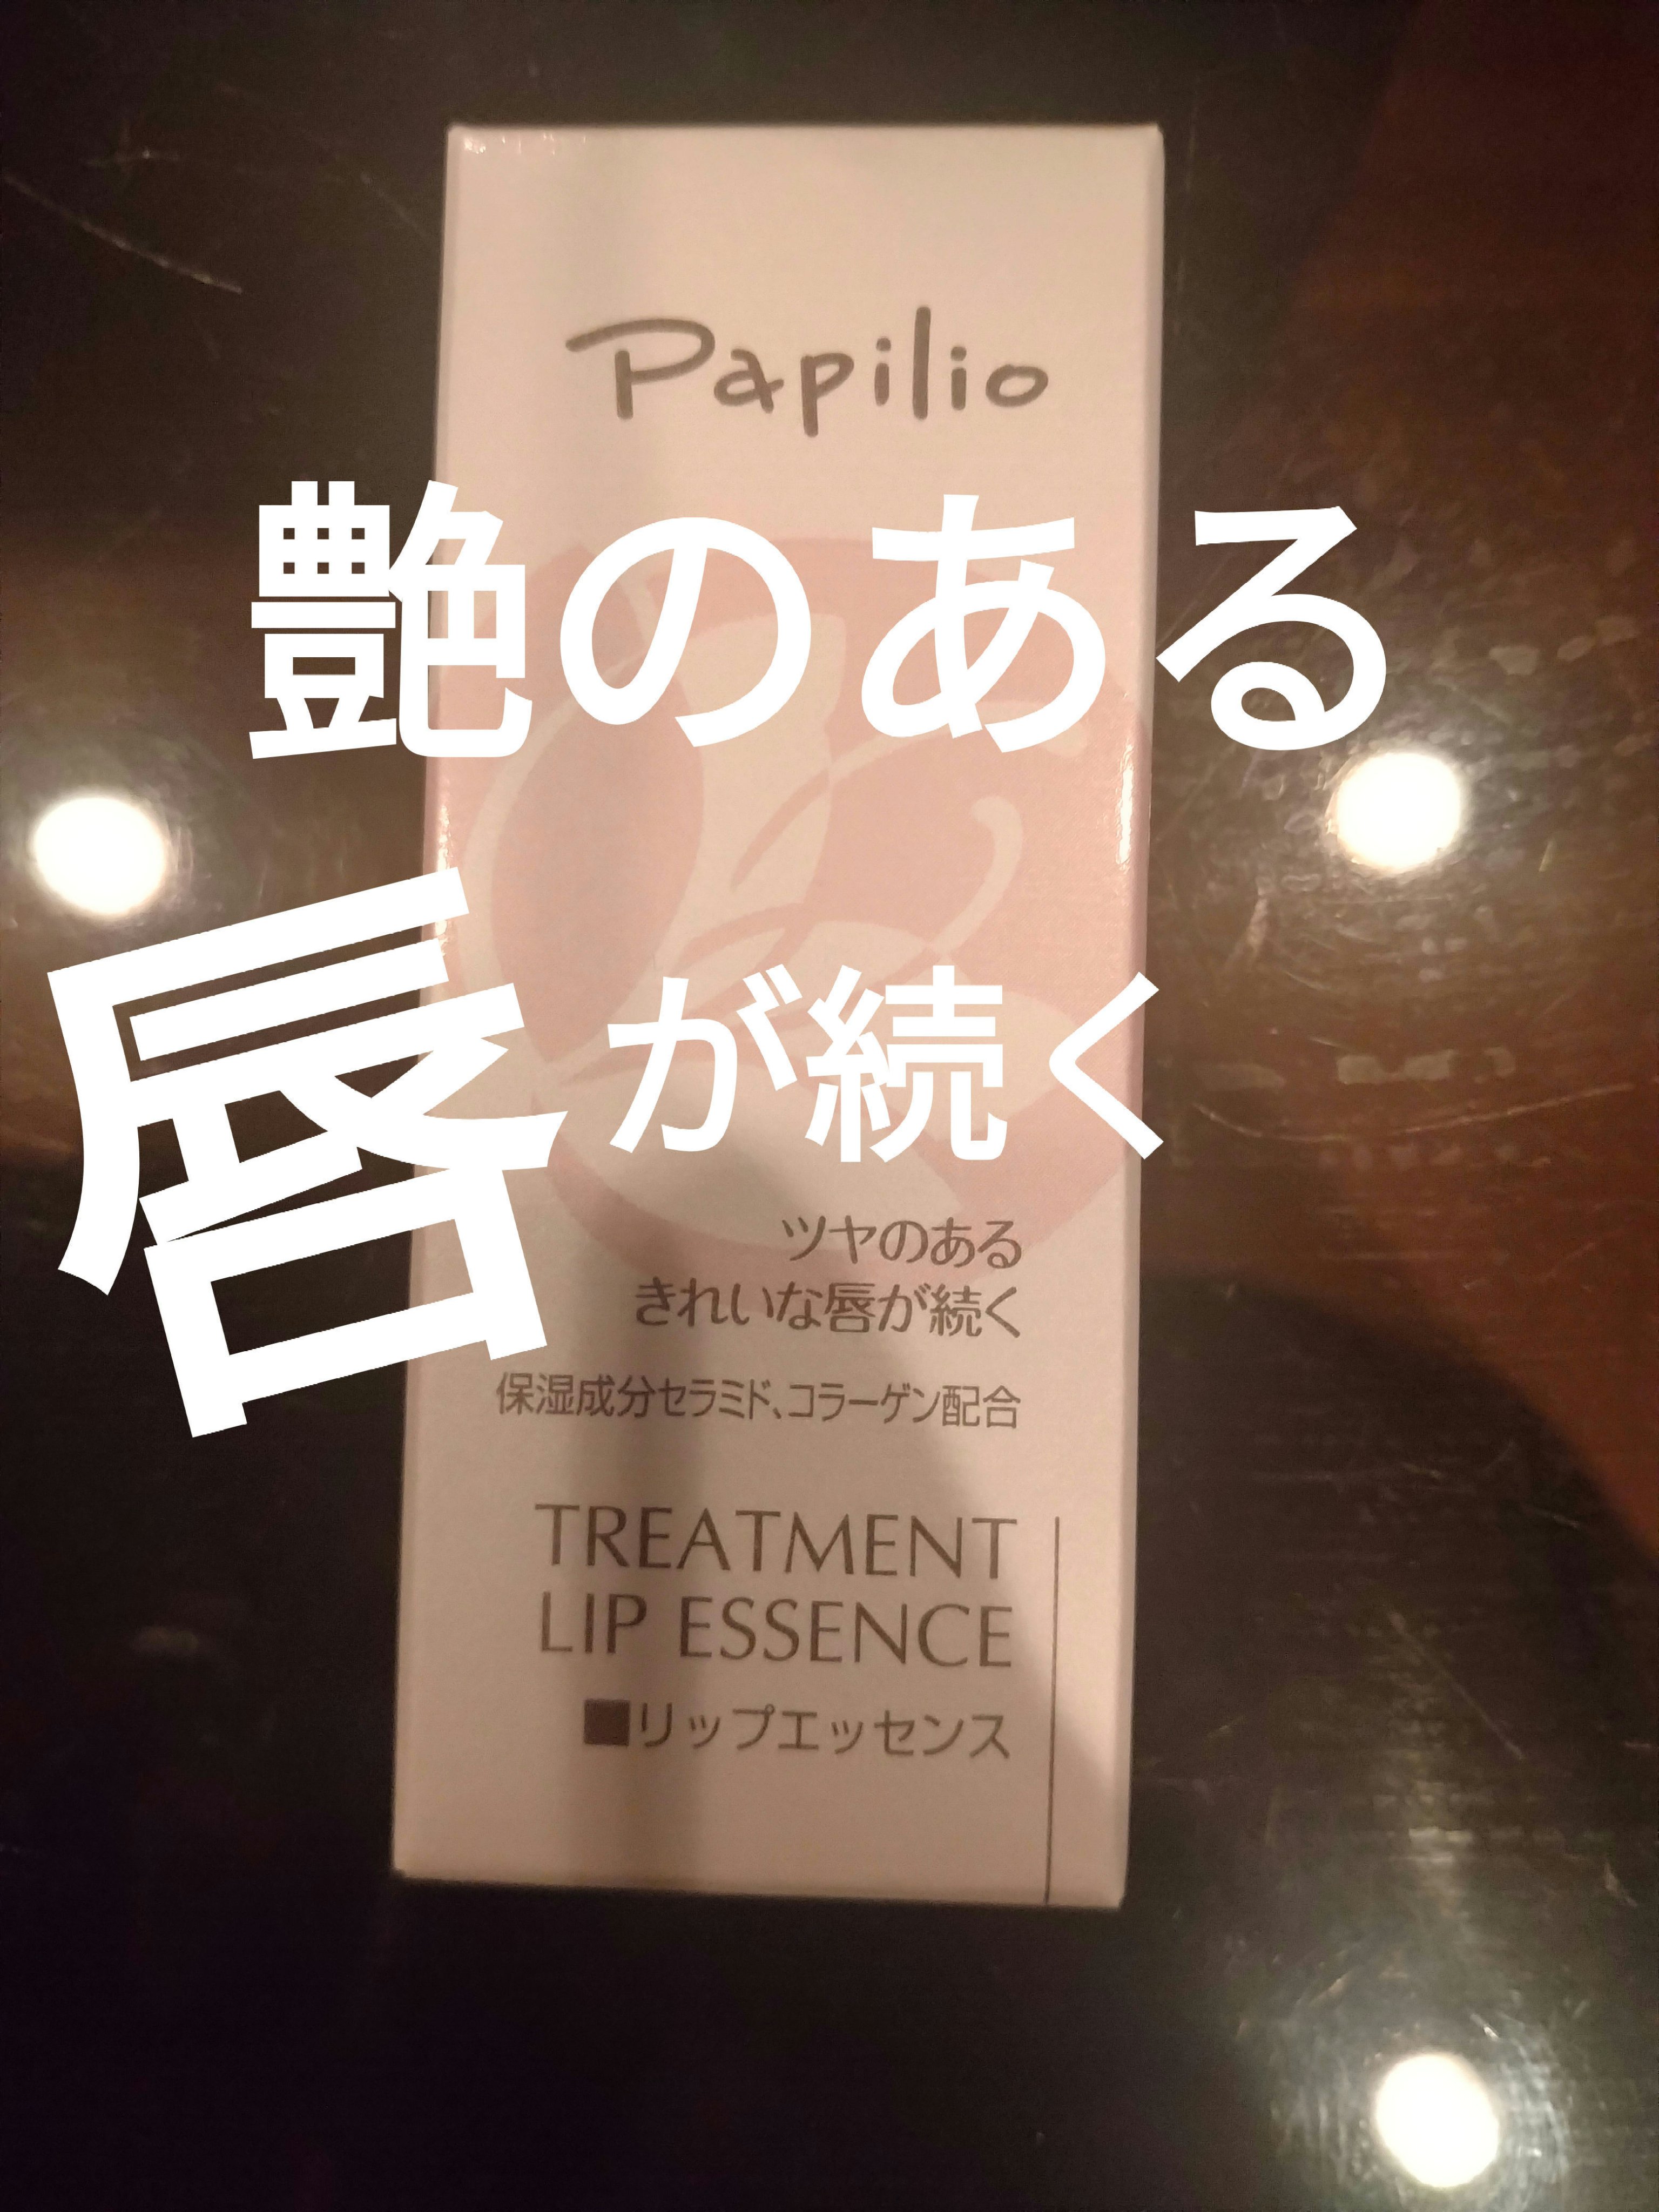 Papilio
艶のある
唇が続く
ツヤのある
きれいな唇が続く
保湿成分セラミド、コラーゲン配合
TREATMENT
LIP ESSENCE
■リップエッセンス